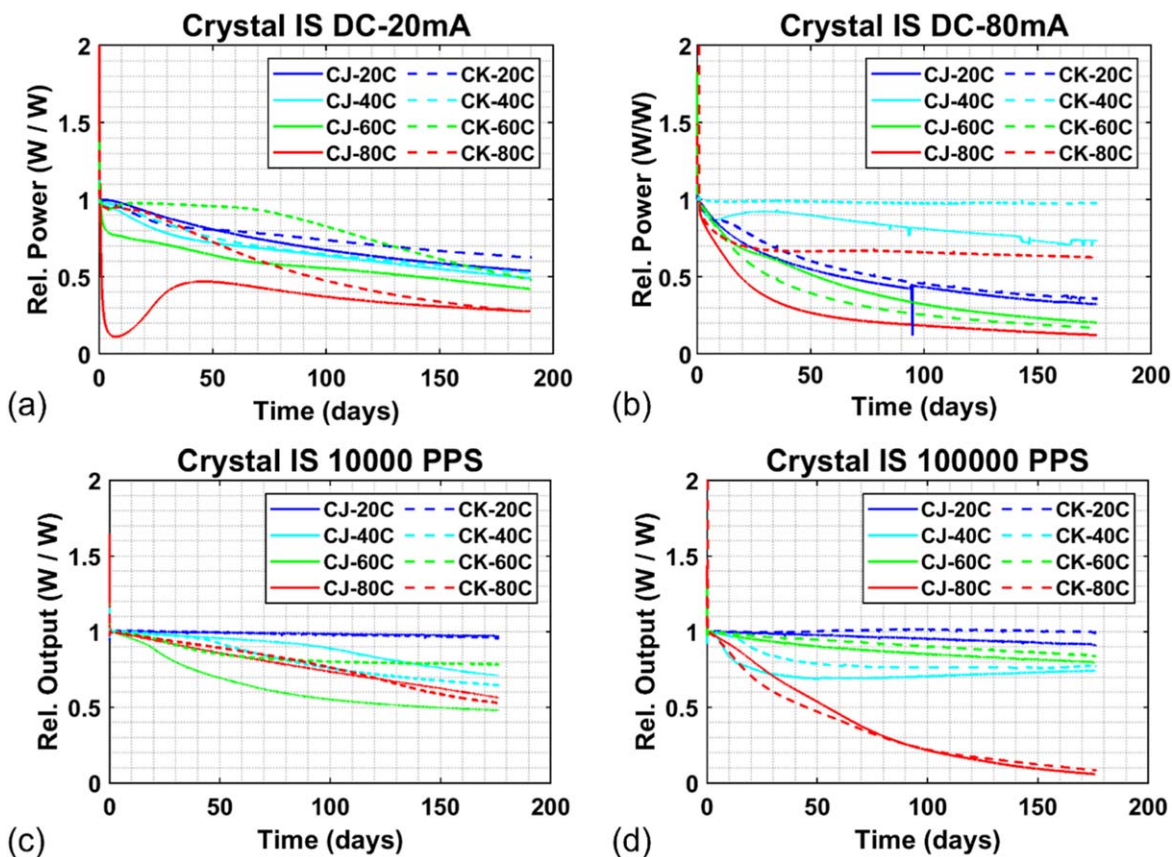 Crystal IS DC-20mA
Rel. Power (W / W)
2
1.5
1
0.5
0
CJ-20C CK-20C
CJ-40C CK-40C
CJ-60C CK-60C
CJ-80C CK-80C
0 50 100 150 200
Time (days)
(a)
Crystal IS DC-80mA
Rel. Power (W/W)
2
1.5
1
0.5
0
CJ-20C CK-20C
CJ-40C CK-40C
CJ-60C CK-60C
CJ-80C CK-80C
0 50 100 150 200
Time (days)
(b)
Crystal IS 10000 PPS
Rel. Output (W / W)
2
1.5
1
0.5
0
CJ-20C CK-20C
CJ-40C CK-40C
CJ-60C CK-60C
CJ-80C CK-80C
0 50 100 150 200
Time (days)
(c)
Crystal IS 100000 PPS
Rel. Output (W / W)
2
1.5
1
0.5
0
CJ-20C CK-20C
CJ-40C CK-40C
CJ-60C CK-60C
CJ-80C CK-80C
0 50 100 150 200
Time (days)
(d)